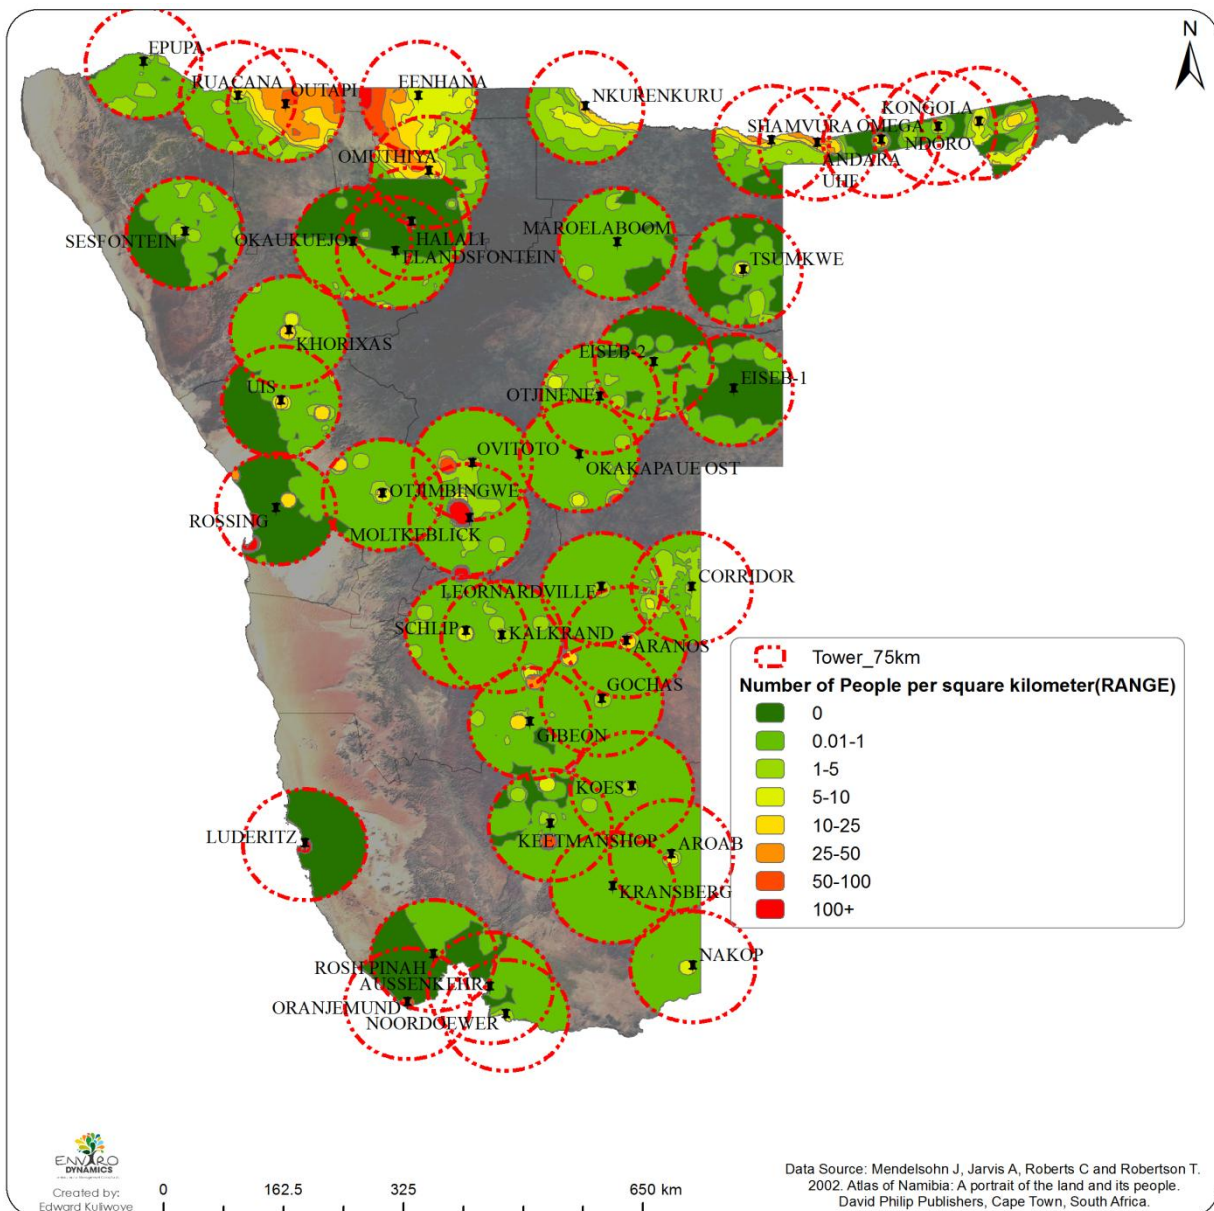 N
EPUPA
RUACANA
OUTAPI
EENHANA
NKURENKURU
KONGOLA
SHAMVURA
OMEGA
NDORO
ANDARA
UHF
OMUTHIYA
SESFONTEIN
OKAUKUEJO
HALALI
ELANDSFONTEIN
MAROELABOOM
TSUMKWE
KHORIXAS
EISEB-2
EISEB-1
UIS
OTJINENE
OVITOTO
OKAKAPAUE OST
OTJIMBINGWE
ROSSING
MOLTKEBLICK
LEORNARDVILLE
CORRIDOR
SCHLIP
KALKRAND
ARANOS
GOCHAS
GIBEON
KOES
LUDERITZ
KEETMANSHOP
AROAB
KRANSBERG
ROSH PINAH
NAKOP
AUSSENKEHR
ORANJEMUND
NOORDOEWER
Tower_75km
Number of People per square kilometer(RANGE)
0
0.01-1
1-5
5-10
10-25
25-50
50-100
100+
ENVIRO
DYNAMICS
Created by:
Edward Kuliwoye
0 162.5 325 650 km
Data Source: Mendelsohn J, Jarvis A, Roberts C and Robertson T.
2002. Atlas of Namibia: A portrait of the land and its people.
David Philip Publishers, Cape Town, South Africa.